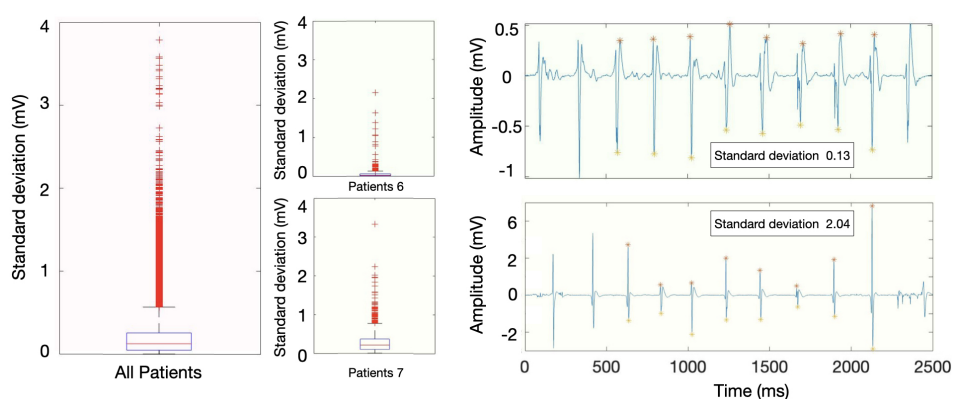 Standard deviation (mV)
4
3
2
1
0
All Patients
Standard deviation (mV)
4
3
2
1
0
Patients 6
Standard deviation (mV)
4
3
2
1
0
Patients 7
Amplitude (mV)
0.5
0
-0.5
-1
Standard deviation 0.13
Amplitude (mV)
6
2
0
-2
Standard deviation 2.04
0 500 1000 1500 2000 2500
Time (ms)